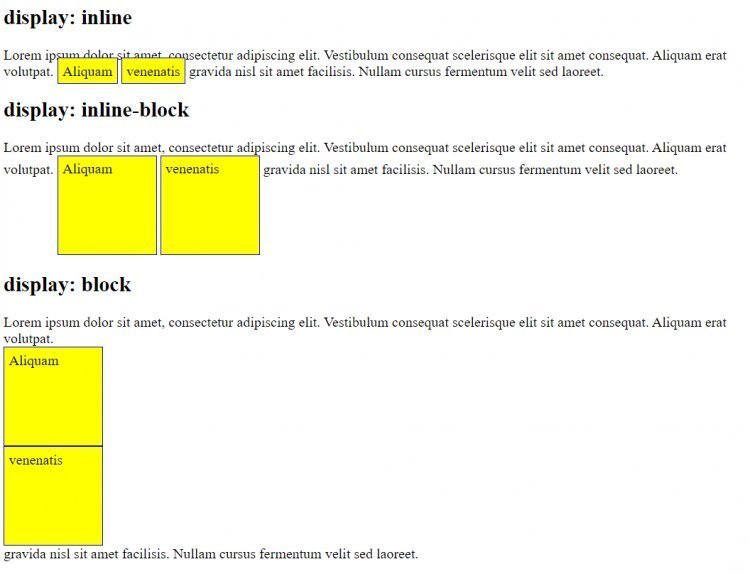 display: inline
Lorem ipsum dolor sit amet, consectetur adipiscing elit. Vestibulum consequat scelerisque elit sit amet consequat. Aliquam erat
volutpat. Aliquam venenatis gravida nisl sit amet facilisis. Nullam cursus fermentum velit sed laoreet.
display: inline-block
Lorem ipsum dolor sit amet, consectetur adipiscing elit. Vestibulum consequat scelerisque elit sit amet consequat. Aliquam erat
volutpat. Aliquam venenatis gravida nisl sit amet facilisis. Nullam cursus fermentum velit sed laoreet.
display: block
Lorem ipsum dolor sit amet, consectetur adipiscing elit. Vestibulum consequat scelerisque elit sit amet consequat. Aliquam erat
volutpat.
Aliquam
venenatis
gravida nisl sit amet facilisis. Nullam cursus fermentum velit sed laoreet.